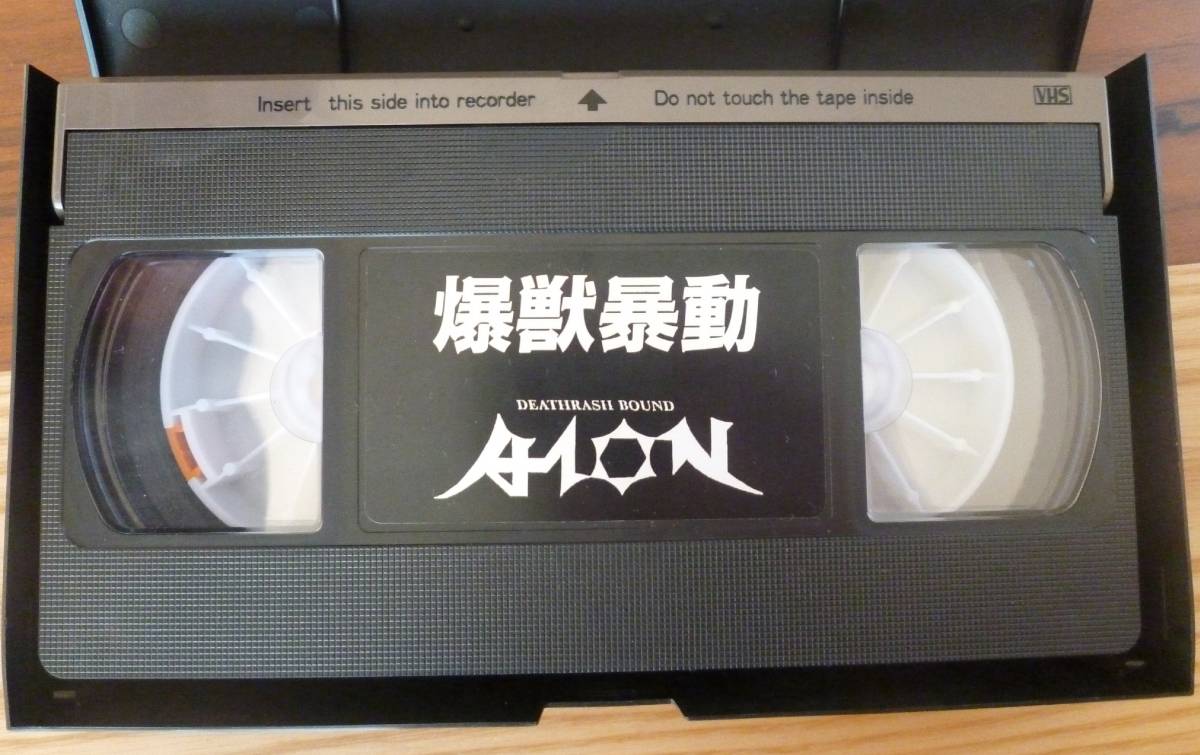 Insert this side into recorder Do not touch the tape inside VHS
爆獣暴動
DEATHRASH BOUND
AION